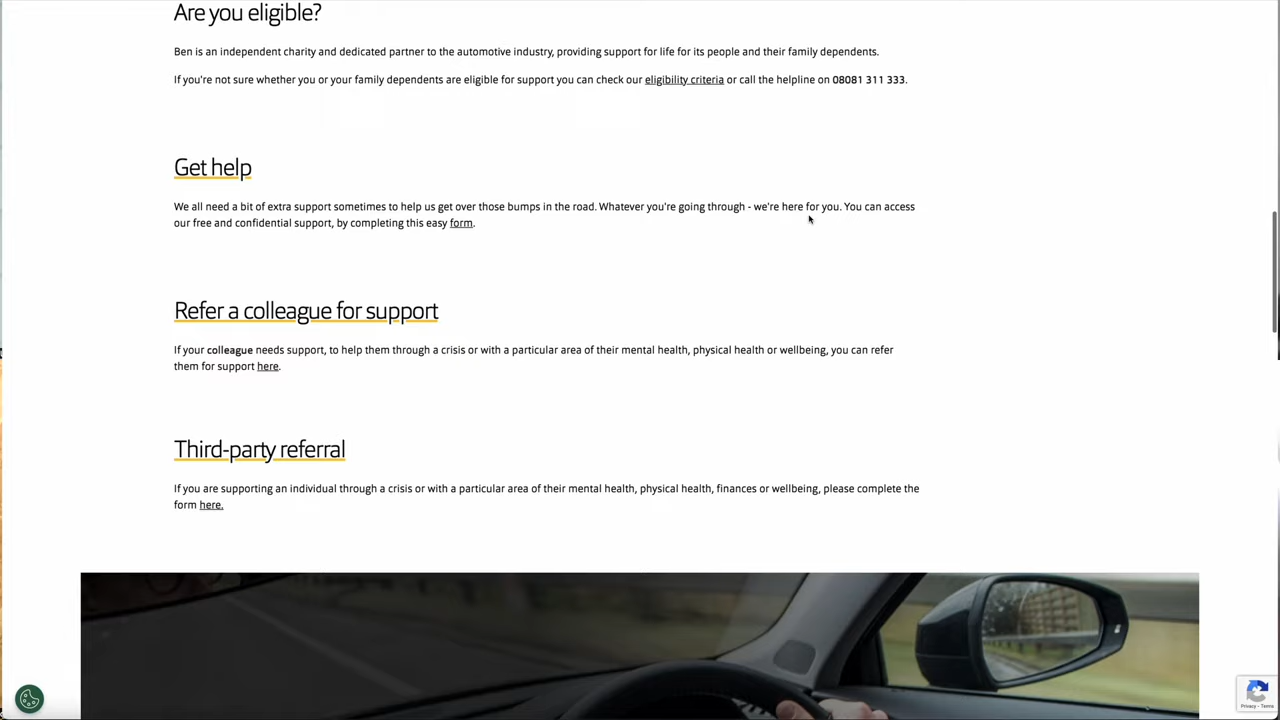 Are you eligible?
Ben is an independent charity and dedicated partner to the automotive industry, providing support for life for its people and their family dependents.
If you're not sure whether you or your family dependents are eligible for support you can check our eligibility criteria or call the helpline on 08081 311 333.
Get help
We all need a bit of extra support sometimes to help us get over those bumps in the road. Whatever you're going through - we're here for you. You can access
our free and confidential support, by completing this easy form.
Refer a colleague for support
If your colleague needs support, to help them through a crisis or with a particular area of their mental health, physical health or wellbeing, you can refer
them for support here.
Third-party referral
If you are supporting an individual through a crisis or with a particular area of their mental health, physical health, finances or wellbeing, please complete the
form here.
Privacy - Terms